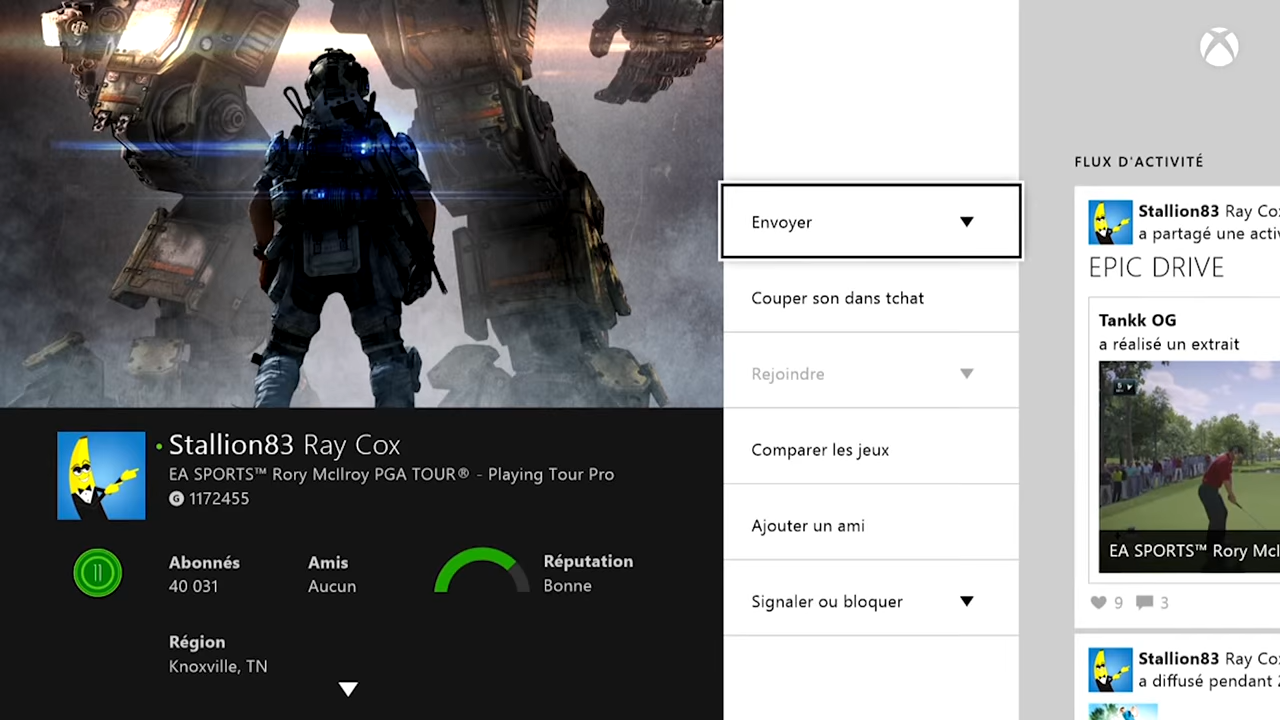 Stallion83 Ray Cox
EA SPORTS™ Rory McIlroy PGA TOUR® - Playing Tour Pro
G 1172455
11
Abonnés
40 031
Amis
Aucun
Réputation
Bonne
Région
Knoxville, TN
Envoyer
Couper son dans tchat
Rejoindre
Comparer les jeux
Ajouter un ami
Signaler ou bloquer
FLUX D'ACTIVITÉ
Stallion83 Ray Co
a partagé une activ
EPIC DRIVE
Tankk OG
a réalisé un extrait
EA SPORTS™ Rory McI
9 3
Stallion83 Ray Co
a diffusé pendant 2